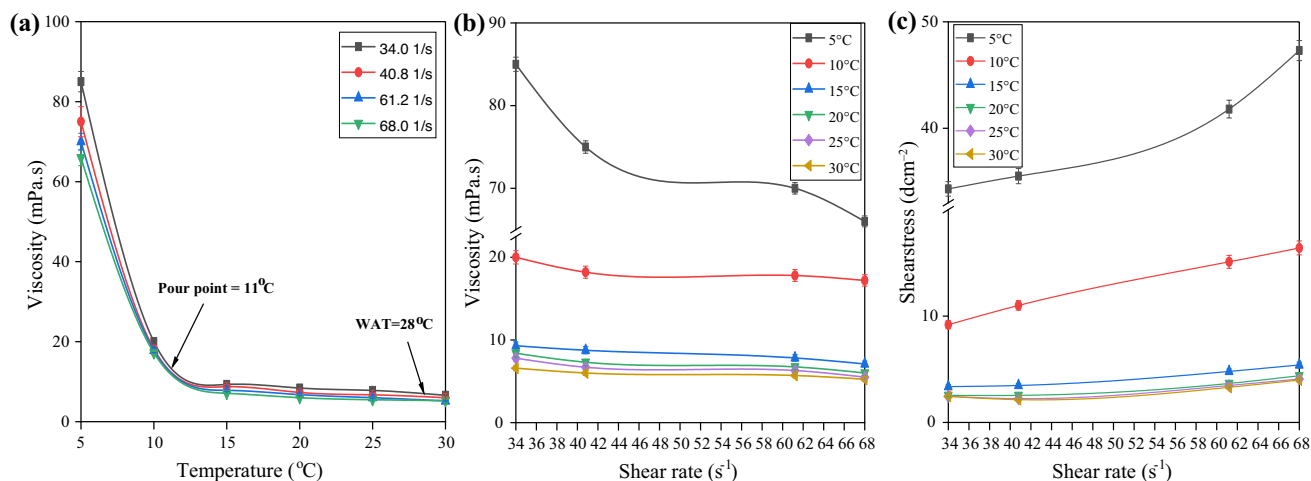 (a)
100
80
60
40
20
0
Viscosity (mPa.s)
34.0 1/s
40.8 1/s
61.2 1/s
68.0 1/s
Pour point = 11°C
WAT=28°C
5 10 15 20 25 30
Temperature (°C)
(b)
90
80
70
20
10
0
Viscosity (mPa.s)
5°C
10°C
15°C
20°C
25°C
30°C
34 36 38 40 42 44 46 48 50 52 54 56 58 60 62 64 66 68
Shear rate (s⁻¹)
(c)
50
40
10
0
Shearstress (dcm⁻²)
5°C
10°C
15°C
20°C
25°C
30°C
34 36 38 40 42 44 46 48 50 52 54 56 58 60 62 64 66 68
Shear rate (s⁻¹)